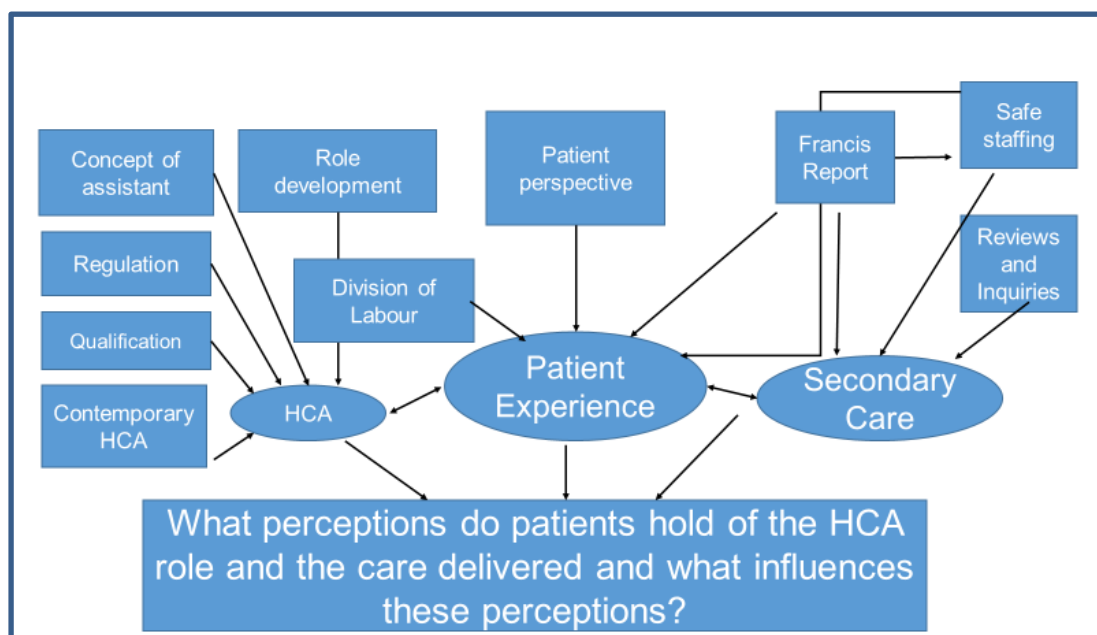 Concept of
assistant
Role
development
Patient
perspective
Francis
Report
Safe
staffing
Regulation
Division of
Labour
Reviews
and
Inquiries
Qualification
Contemporary
HCA
HCA
Patient
Experience
Secondary
Care
What perceptions do patients hold of the HCA
role and the care delivered and what influences
these perceptions?